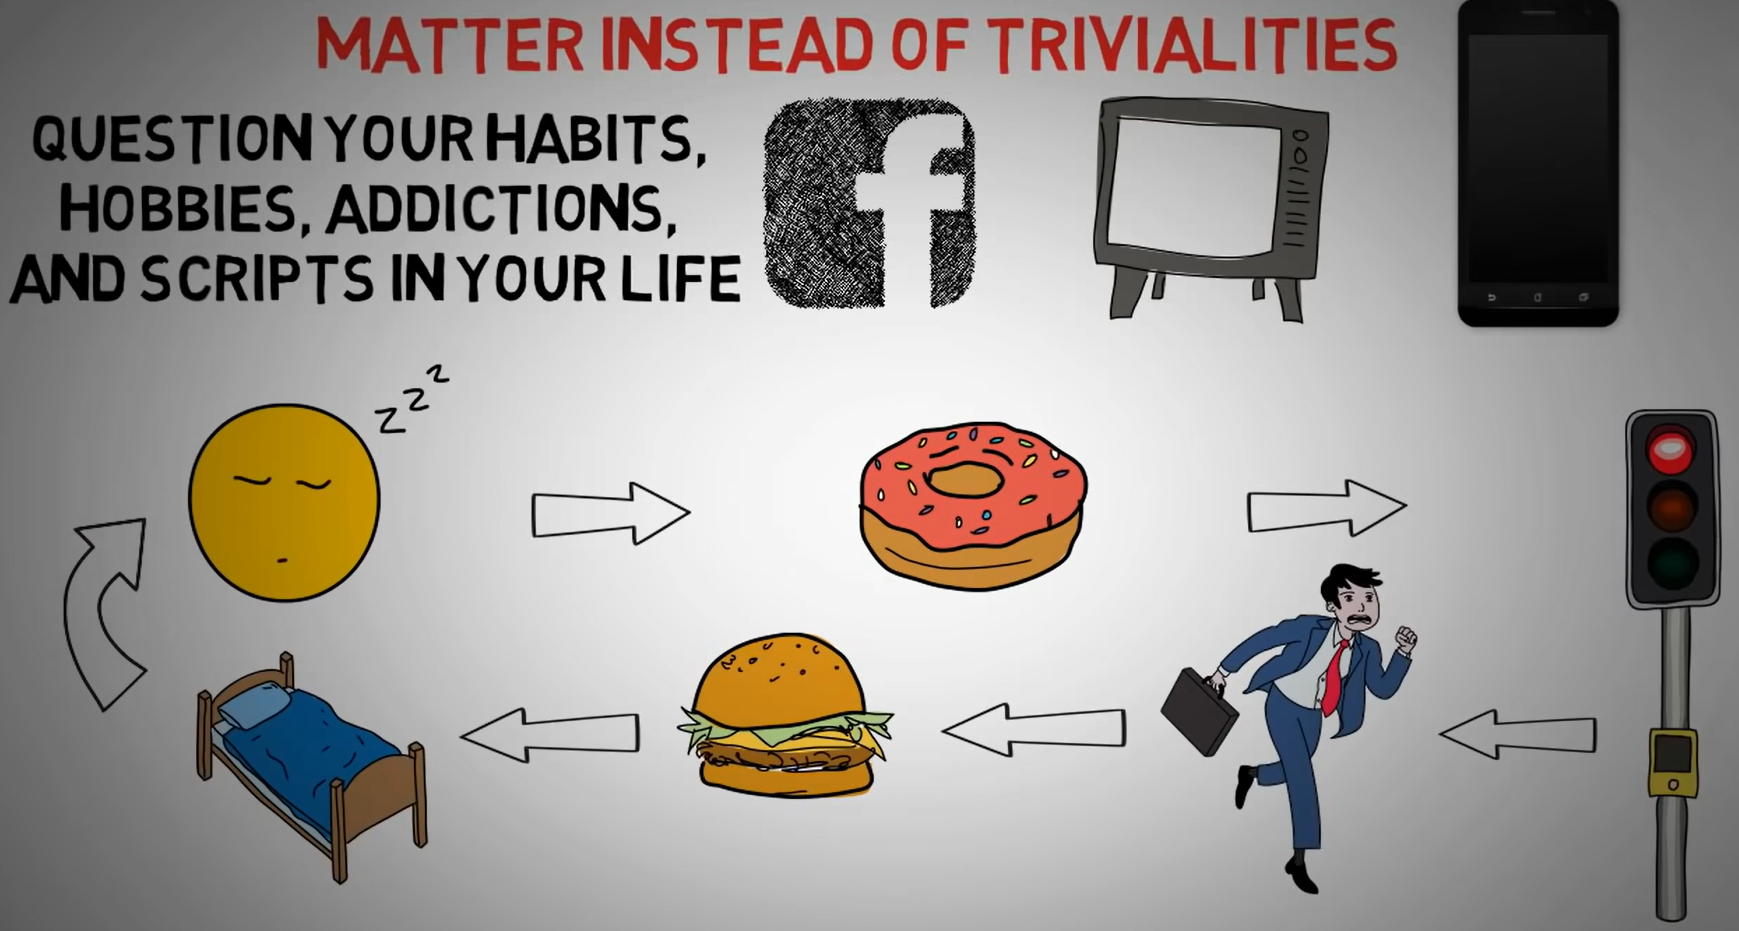 MATTER INSTEAD OF TRIVIALITIES
QUESTION YOUR HABITS,
HOBBIES, ADDICTIONS,
AND SCRIPTS IN YOUR LIFE
f
z z z